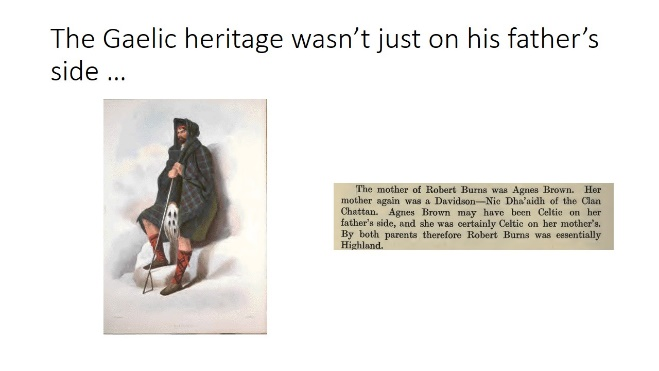 The Gaelic heritage wasn’t just on his father’s
side …
The mother of Robert Burns was Agnes Brown. Her
mother again was a Davidson—Nic Dha’aidh of the Clan
Chattan. Agnes Brown may have been Celtic on her
father’s side, and she was certainly Celtic on her mother’s.
By both parents therefore Robert Burns was essentially
Highland.